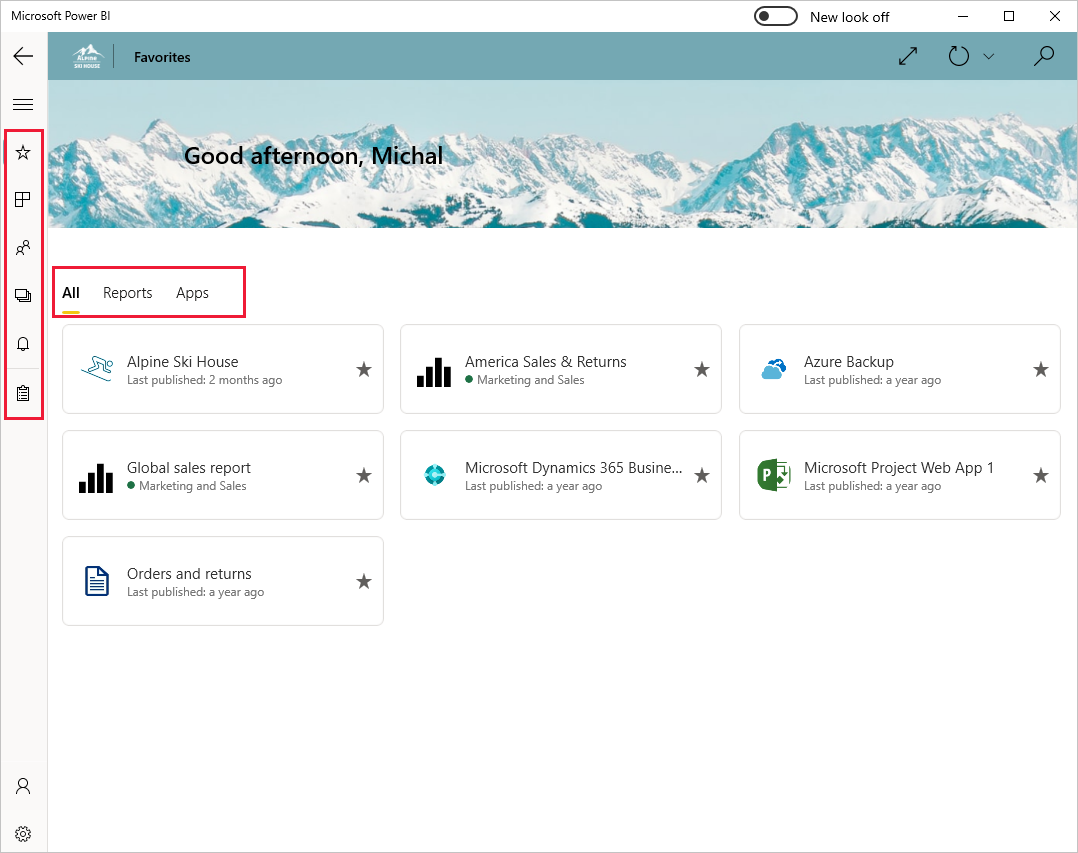 Microsoft Power BI
New look off
ALPINE
SKI HOUSE
Favorites
Good afternoon, Michal
All Reports Apps
Alpine Ski House
Last published: 2 months ago
America Sales & Returns
Marketing and Sales
Azure Backup
Last published: a year ago
Global sales report
Marketing and Sales
Microsoft Dynamics 365 Busine...
Last published: a year ago
P
Microsoft Project Web App 1
Last published: a year ago
Orders and returns
Last published: a year ago